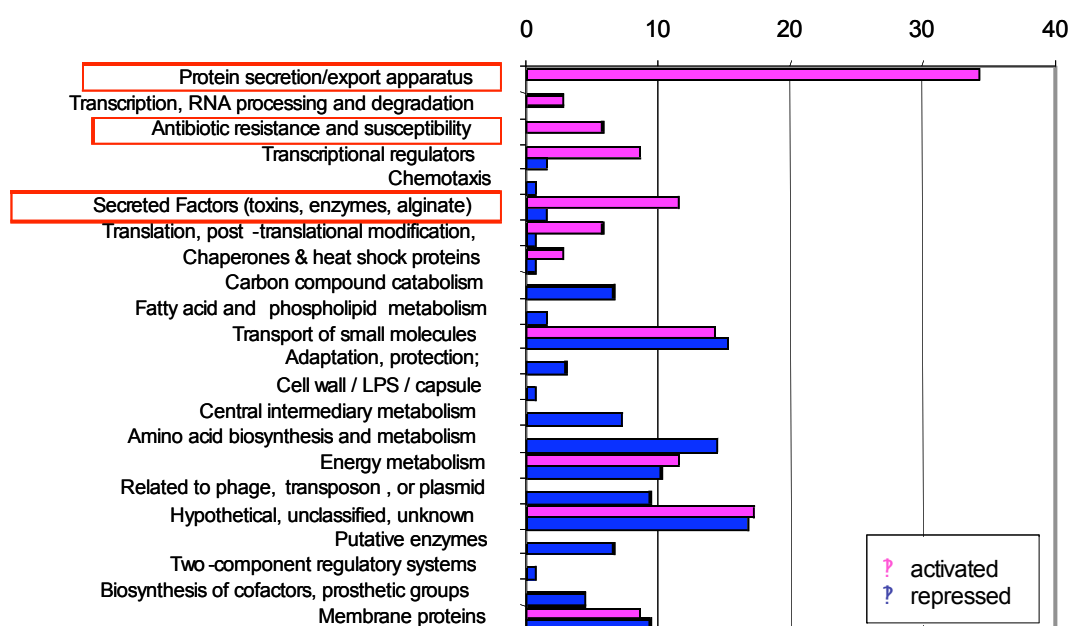 0 10 20 30 40
Protein secretion/export apparatus
Transcription, RNA processing and degradation
Antibiotic resistance and susceptibility
Transcriptional regulators
Chemotaxis
Secreted Factors (toxins, enzymes, alginate)
Translation, post -translational modification,
Chaperones & heat shock proteins
Carbon compound catabolism
Fatty acid and phospholipid metabolism
Transport of small molecules
Adaptation, protection;
Cell wall / LPS / capsule
Central intermediary metabolism
Amino acid biosynthesis and metabolism
Energy metabolism
Related to phage, transposon , or plasmid
Hypothetical, unclassified, unknown
Putative enzymes
Two -component regulatory systems
Biosynthesis of cofactors, prosthetic groups
Membrane proteins
? activated
? repressed